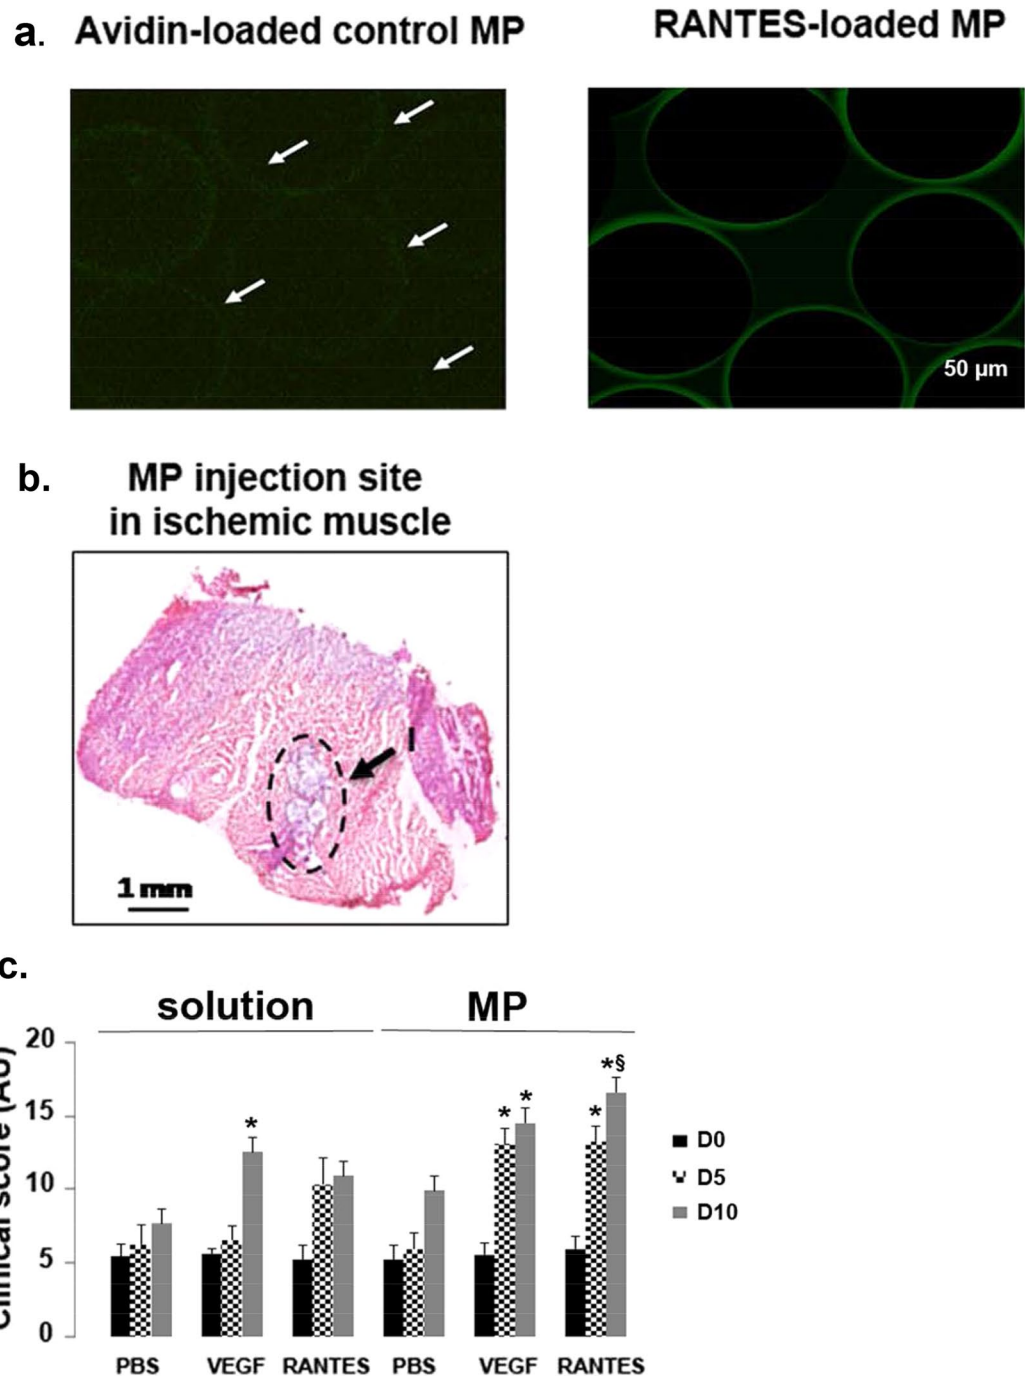 a. Avidin-loaded control MP RANTES-loaded MP
50 µm
b. MP injection site
in ischemic muscle
I
1 mm
c.
solution MP
Clinical score (AU)
20
15
10
5
0
*
*
*
*
*§
D0
D5
D10
PBS VEGF RANTES PBS VEGF RANTES